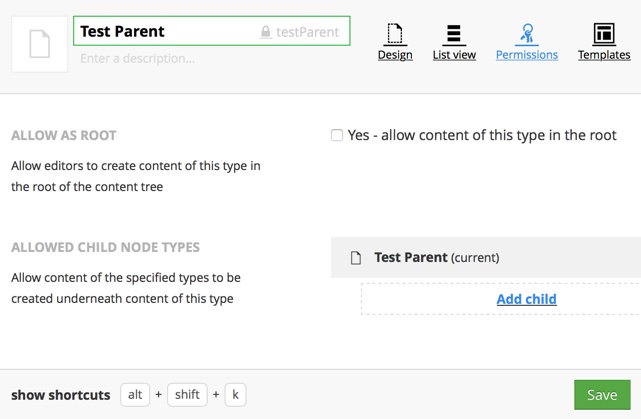 Test Parent testParent
Enter a description...
Design List view Permissions Templates
ALLOW AS ROOT
Allow editors to create content of this type in
the root of the content tree
Yes - allow content of this type in the root
ALLOWED CHILD NODE TYPES
Allow content of the specified types to be
created underneath content of this type
Test Parent (current)
Add child
show shortcuts alt + shift + k
Save